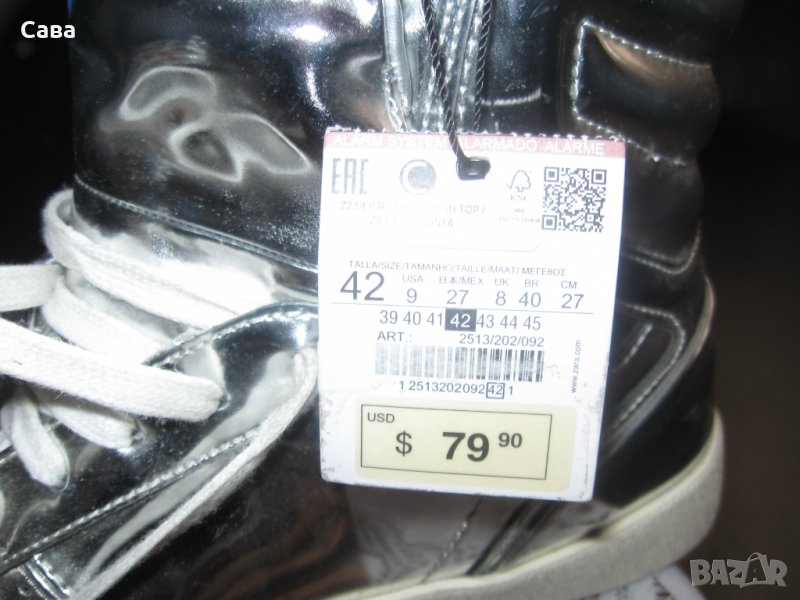 Сава
ALARM SYSTEM ALARMADO ALARME
EAC
FSC
TOP
TALLA/SIZE/TAMANHO/TAILLE/MAAT/ ΜΕΓΕΘΟΣ
42 USA 9 日本/MEX 27 UK 8 BR 40 CM 27
39 40 41 42 43 44 45
ART.: 2513/202/092
www.zara.com
1 2513202092 42 1
USD
$ 79 90
BAZAR